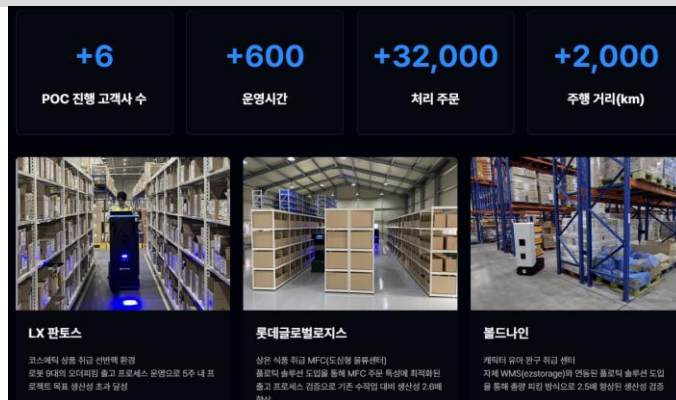 +6
+600
+32,000
+2,000
POC 진행 고객사 수
운영시간
처리 주문
주행 거리(km)
LX 판토스
코스메틱 상품 취급 선반랙 환경
로봇 9대의 오더피킹 출고 프로세스 운영으로 5주 내 프
로젝트 목표 생산성 초과 달성
롯데글로벌로지스
상온 식품 취급 MFC(도심형 물류센터)
플로틱 솔루션 도입을 통해 MFC 주문 특성에 최적화된
출고 프로세스 검증으로 기존 수작업 대비 생산성 2.6배
향상
볼드나인
캐릭터 유아 완구 취급 센터
자체 WMS(ezstorage)와 연동된 플로틱 솔루션 도입
을 통해 총량 피킹 방식으로 2.5배 향상된 생산성 검증